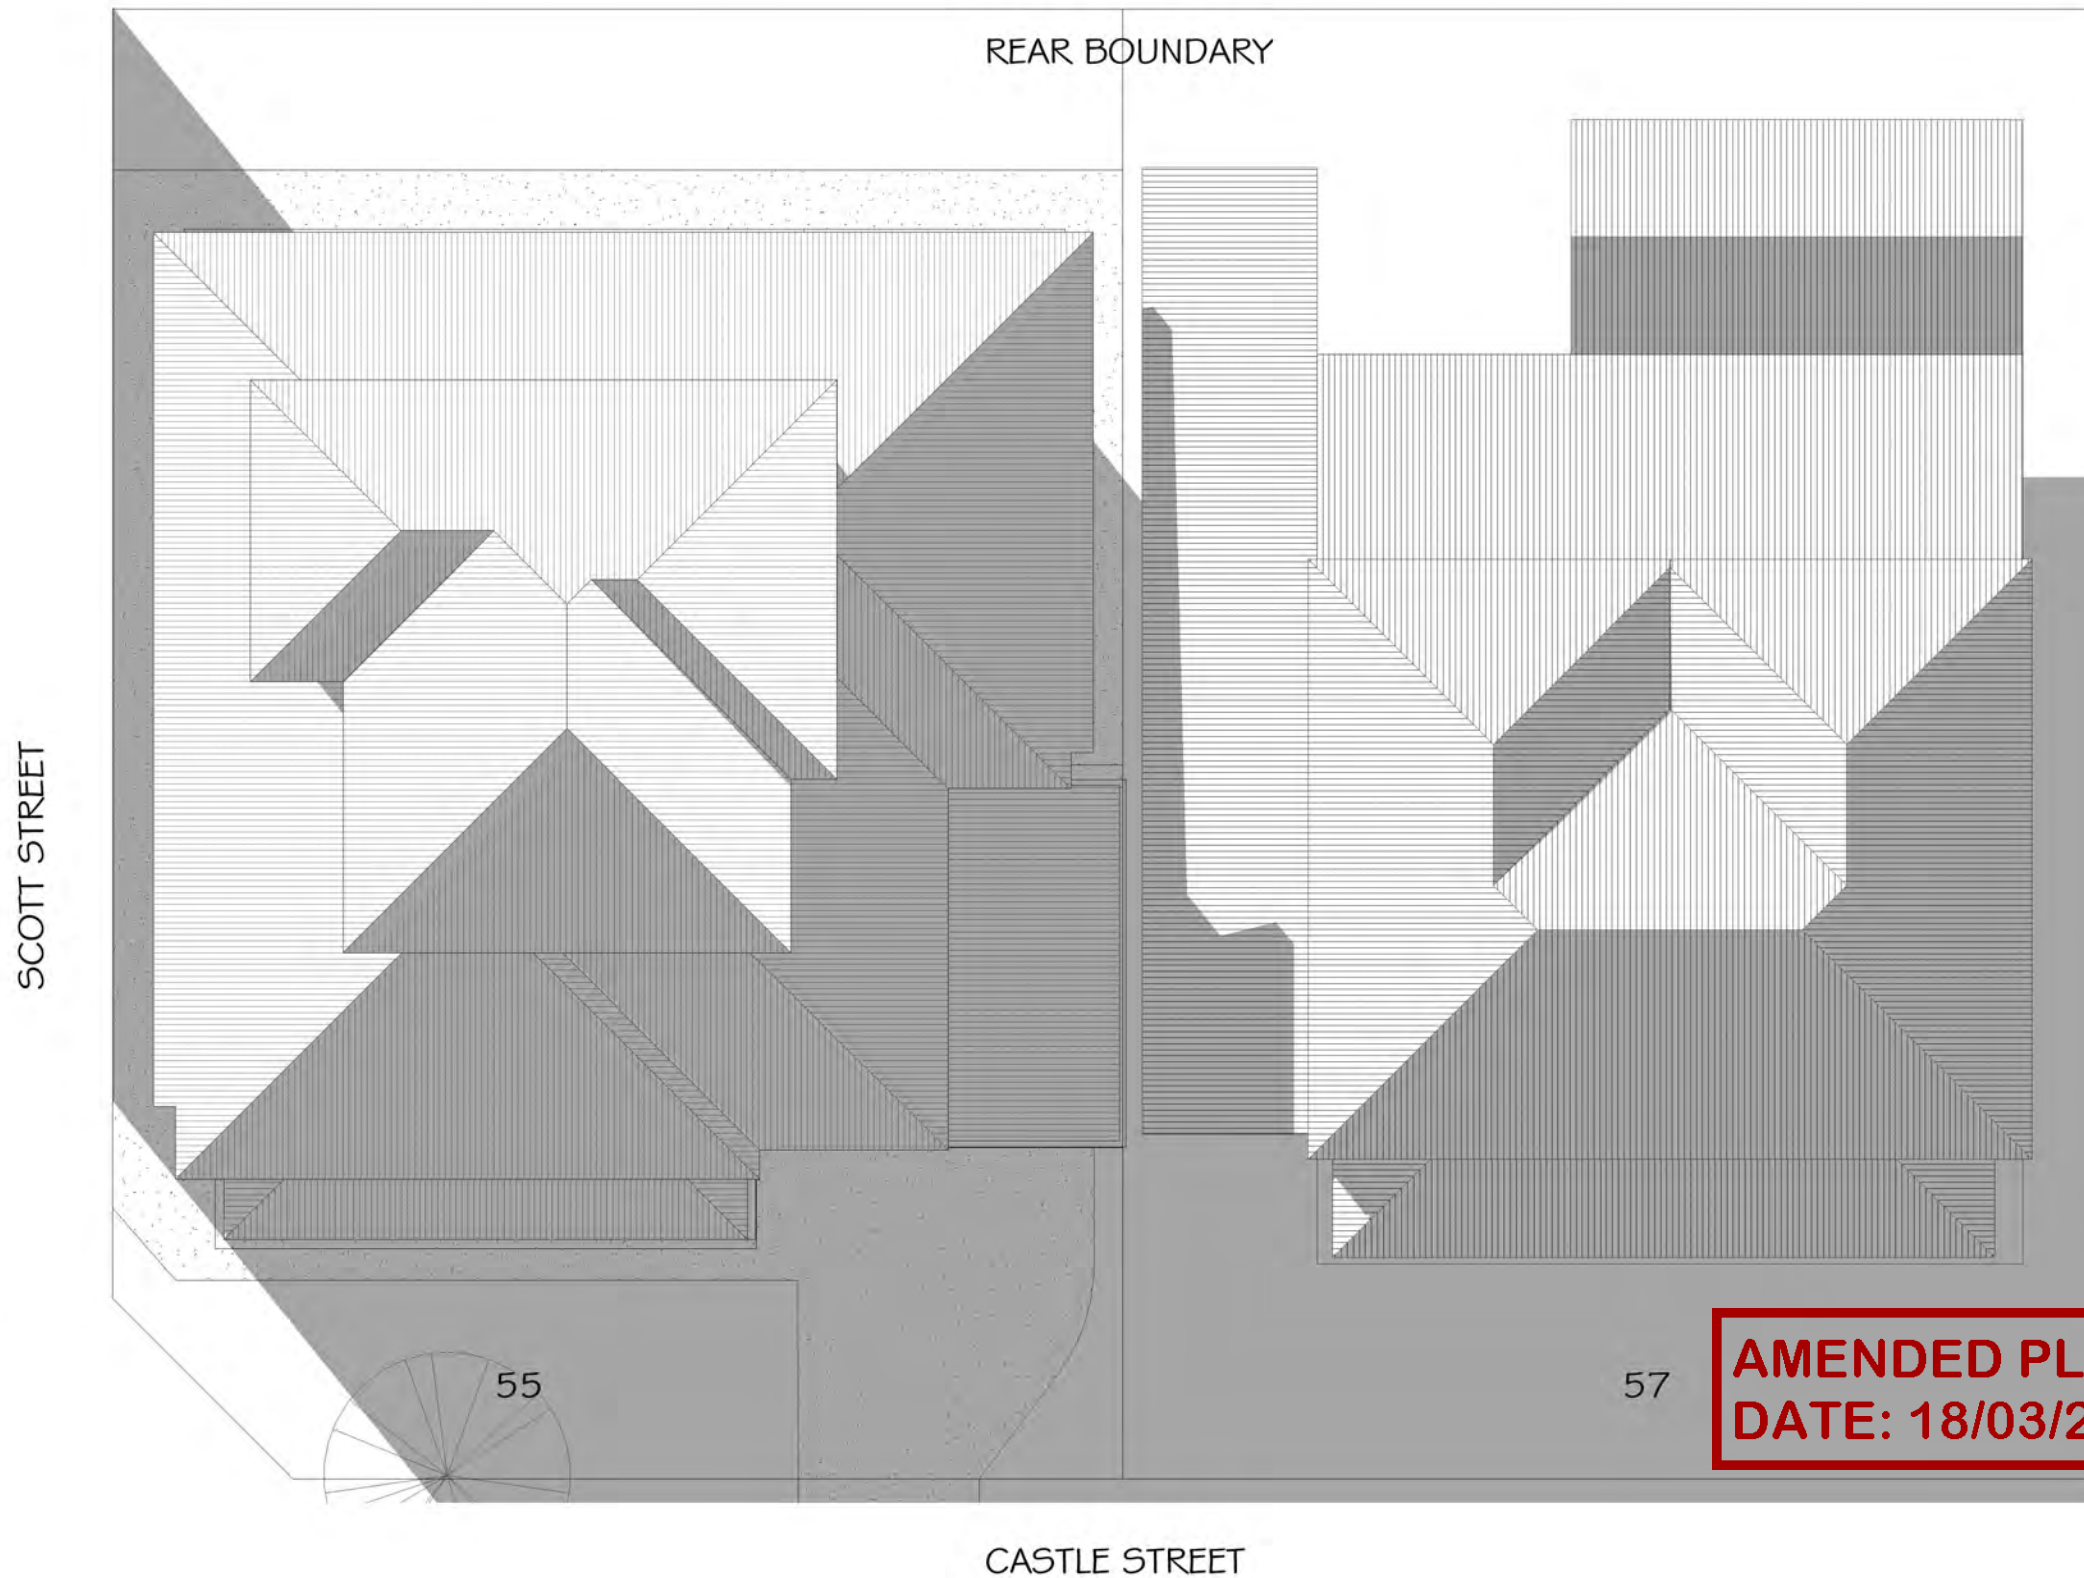 REAR BOUNDARY
SCOTT STREET
55
57
AMENDED PL
DATE: 18/03/2
CASTLE STREET